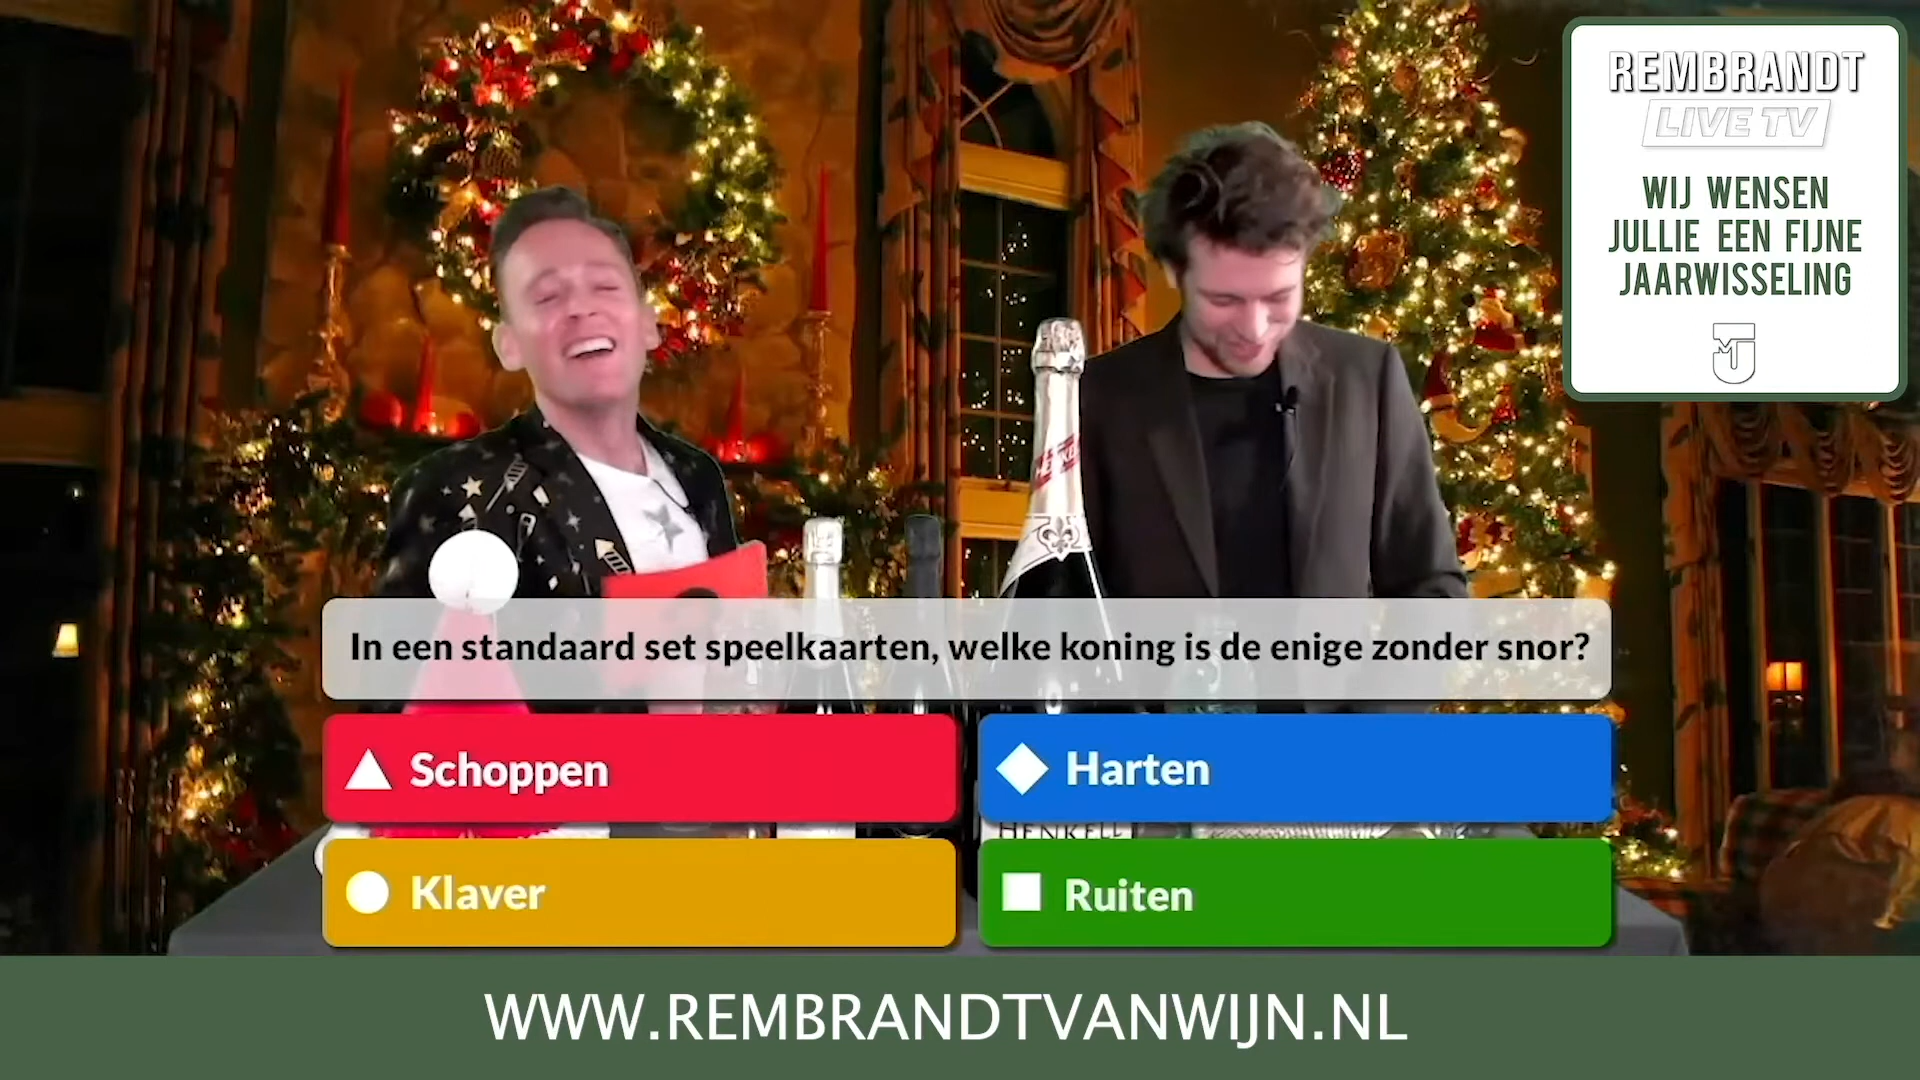 REMBRANDT
LIVE TV
WIJ WENSEN
JULLIE EEN FIJNE
JAARWISSELING
In een standaard set speelkaarten, welke koning is de enige zonder snor?
Schoppen
Harten
HENKELL
Klaver
Ruiten
WWW.REMBRANDTVANWIJN.NL